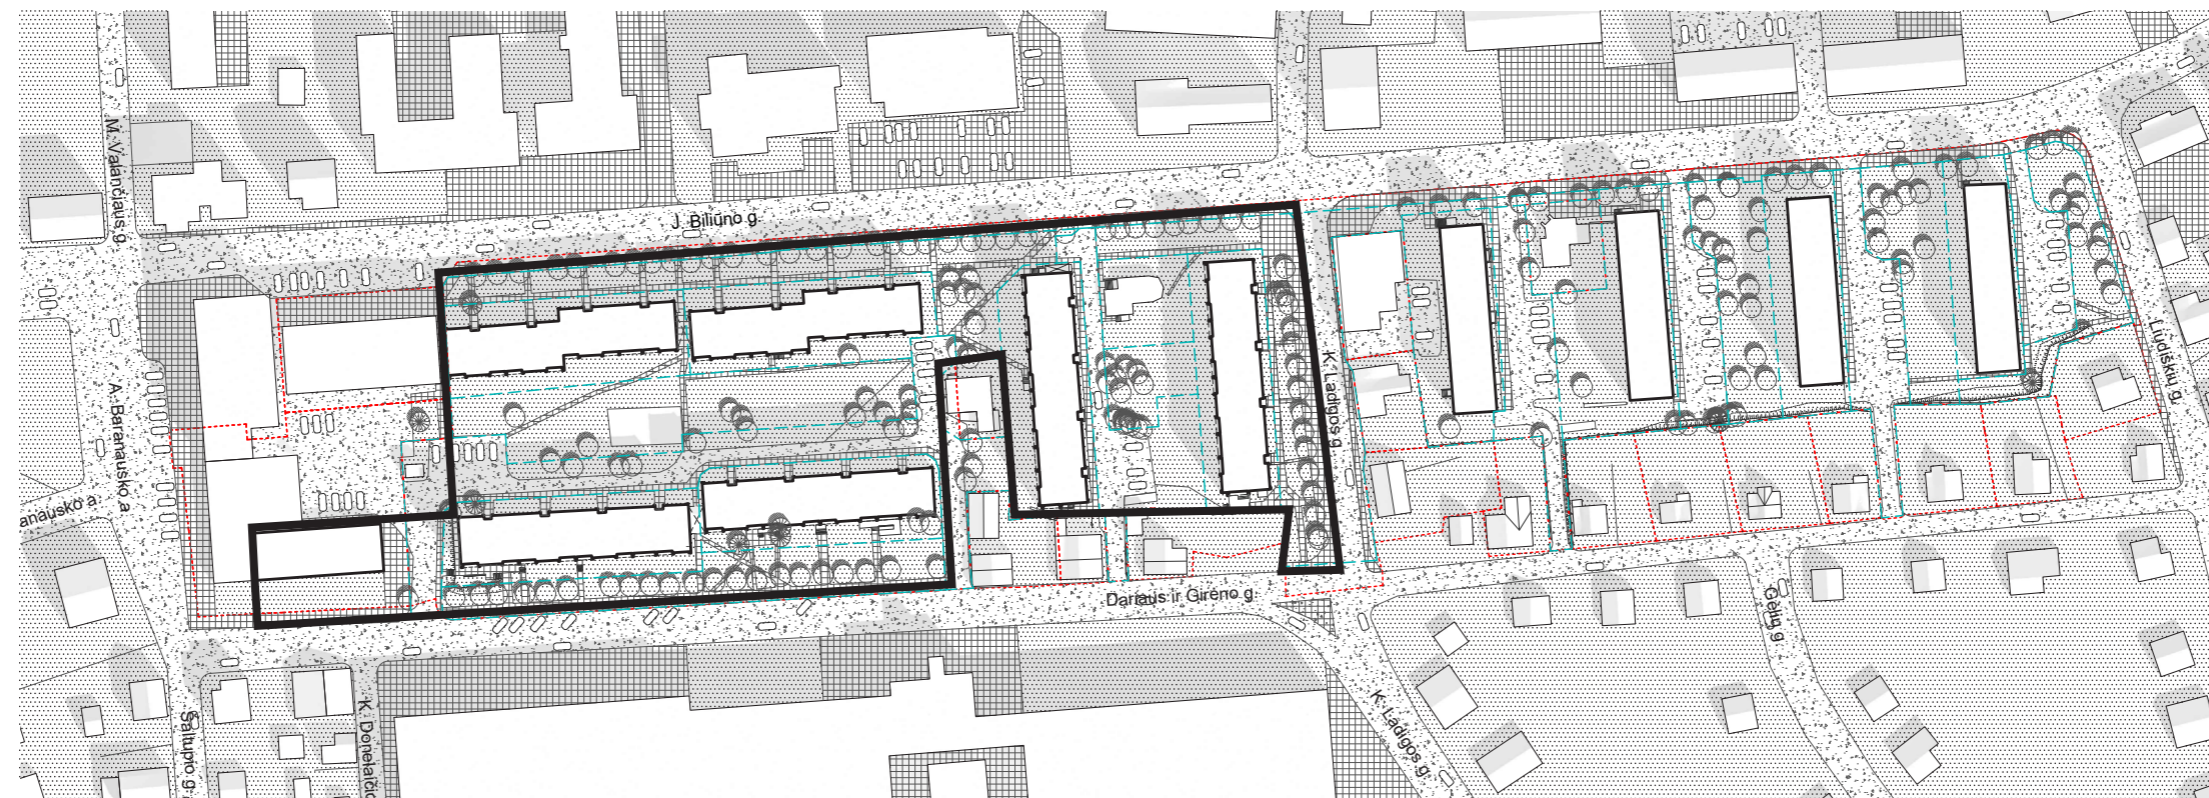 M. Valančiaus g.
J. Biliūno g.
A. Baranausko a
anausko a
K. Ladigos g.
Liudiškių g.
Dariaus ir Girėno g.
Gėlių g.
K. Ladigos g.
Šaltupio g.
K. Donelaičio